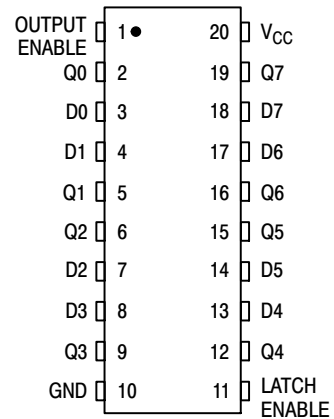 OUTPUT
ENABLE 1 20 V_CC
Q0 2 19 Q7
D0 3 18 D7
D1 4 17 D6
Q1 5 16 Q6
Q2 6 15 Q5
D2 7 14 D5
D3 8 13 D4
Q3 9 12 Q4
GND 10 11 LATCH
ENABLE